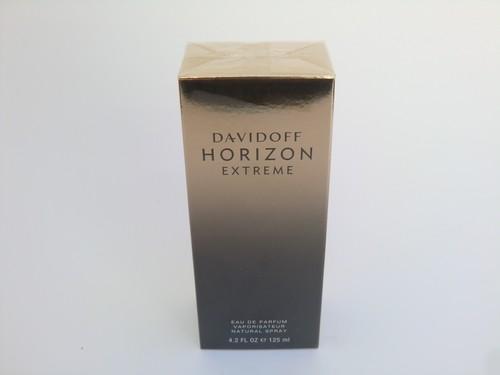 DAVIDOFF
HORIZON
EXTREME
EAU DE PARFUM
VAPORISATEUR
NATURAL SPRAY
4.2 FL OZ ℮ 125 ml